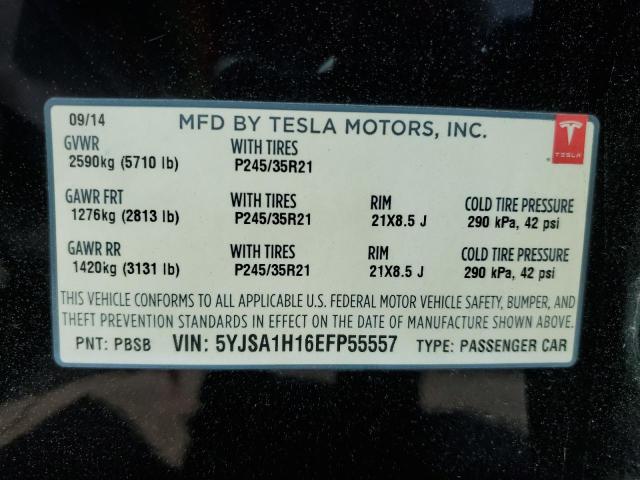 09/14 MFD BY TESLA MOTORS, INC.
TESLA
GVWR WITH TIRES
2590kg (5710 lb) P245/35R21
GAWR FRT WITH TIRES RIM COLD TIRE PRESSURE
1276kg (2813 lb) P245/35R21 21X8.5 J 290 kPa, 42 psi
GAWR RR WITH TIRES RIM COLD TIRE PRESSURE
1420kg (3131 lb) P245/35R21 21X8.5 J 290 kPa, 42 psi
THIS VEHICLE CONFORMS TO ALL APPLICABLE U.S. FEDERAL MOTOR VEHICLE SAFETY, BUMPER, AND
THEFT PREVENTION STANDARDS IN EFFECT ON THE DATE OF MANUFACTURE SHOWN ABOVE.
PNT: PBSB VIN: 5YJSA1H16EFP55557 TYPE: PASSENGER CAR